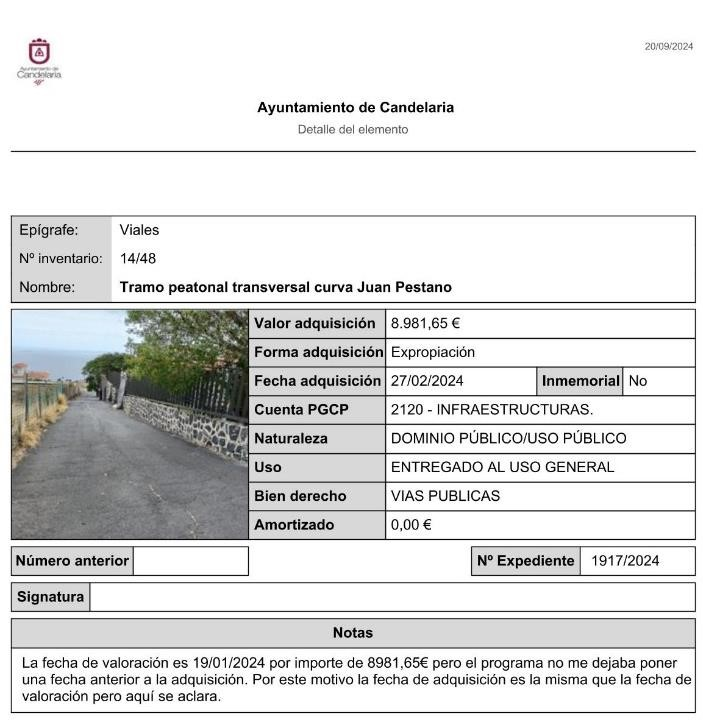 20/09/2024
Ayuntamiento de
Candelaria
Ayuntamiento de Candelaria
Detalle del elemento
Epígrafe: Viales
Nº inventario: 14/48
Nombre: Tramo peatonal transversal curva Juan Pestano
Valor adquisición 8.981,65 €
Forma adquisición Expropiación
Fecha adquisición 27/02/2024 Inmemorial No
Cuenta PGCP 2120 - INFRAESTRUCTURAS.
Naturaleza DOMINIO PÚBLICO/USO PÚBLICO
Uso ENTREGADO AL USO GENERAL
Bien derecho VIAS PUBLICAS
Amortizado 0,00 €
Número anterior Nº Expediente 1917/2024
Signatura
Notas
La fecha de valoración es 19/01/2024 por importe de 8981,65€ pero el programa no me dejaba poner
una fecha anterior a la adquisición. Por este motivo la fecha de adquisición es la misma que la fecha de
valoración pero aquí se aclara.